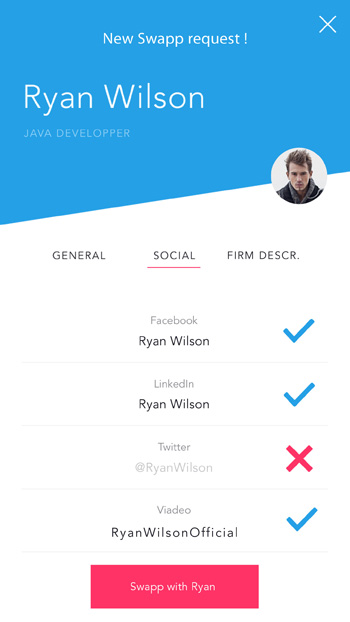 New Swapp request !
Ryan Wilson
JAVA DEVELOPPER
GENERAL SOCIAL FIRM DESCR.
Facebook
Ryan Wilson
LinkedIn
Ryan Wilson
Twitter
@RyanWilson
Viadeo
RyanWilsonOfficial
Swapp with Ryan